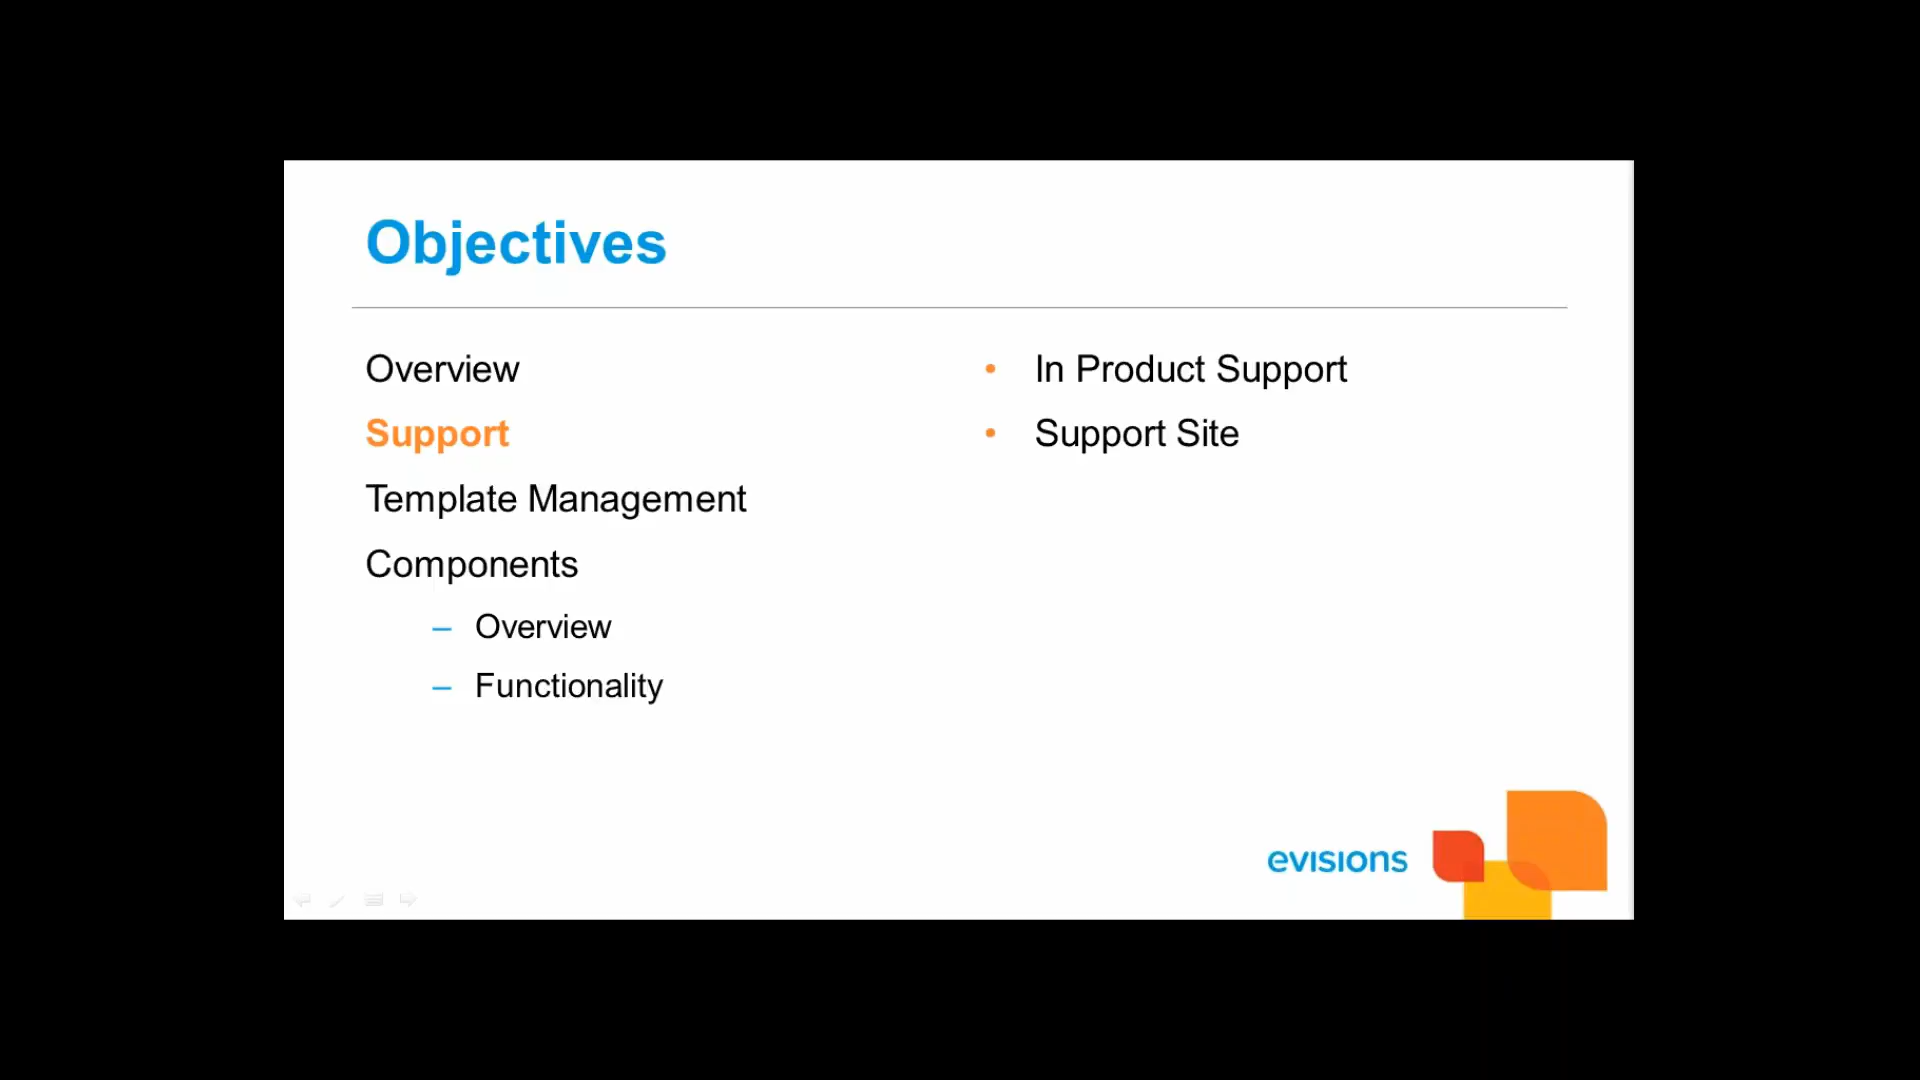 Objectives
Overview
Support
Template Management
Components
– Overview
– Functionality
• In Product Support
• Support Site
evisions